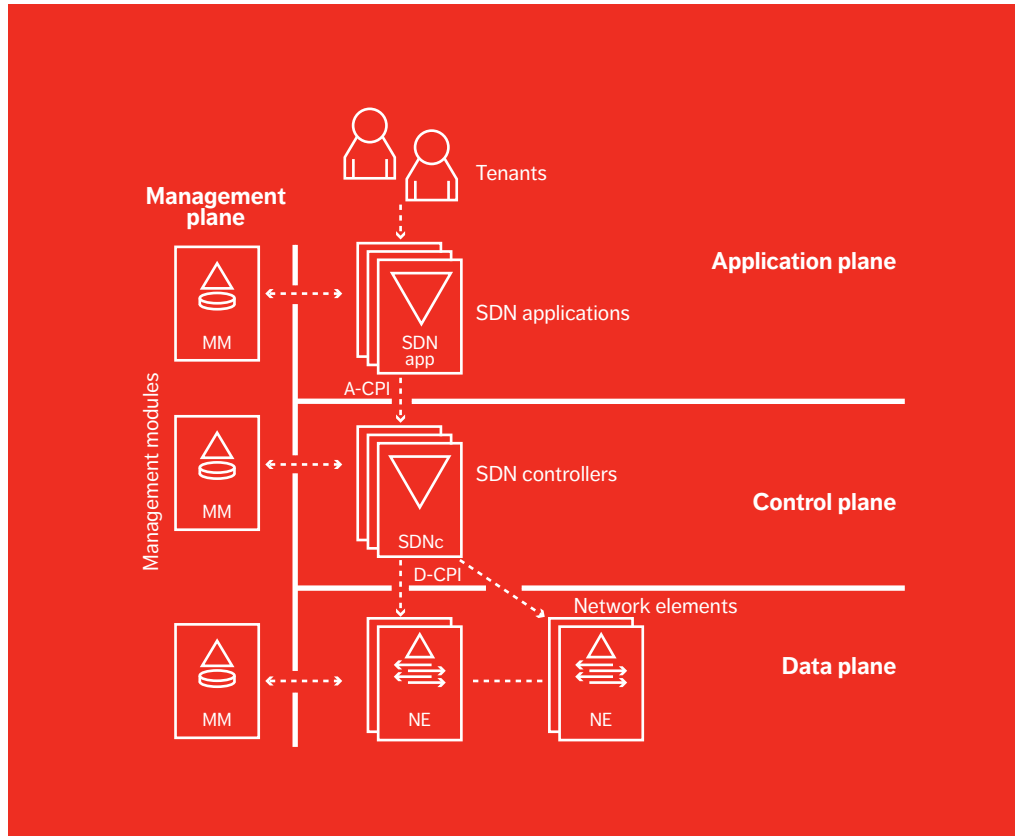 Tenants
Management
plane
Application plane
SDN applications
MM
SDN
app
A-CPI
Management modules
SDN controllers
MM
Control plane
SDNc
D-CPI
Network elements
Data plane
MM
NE
NE